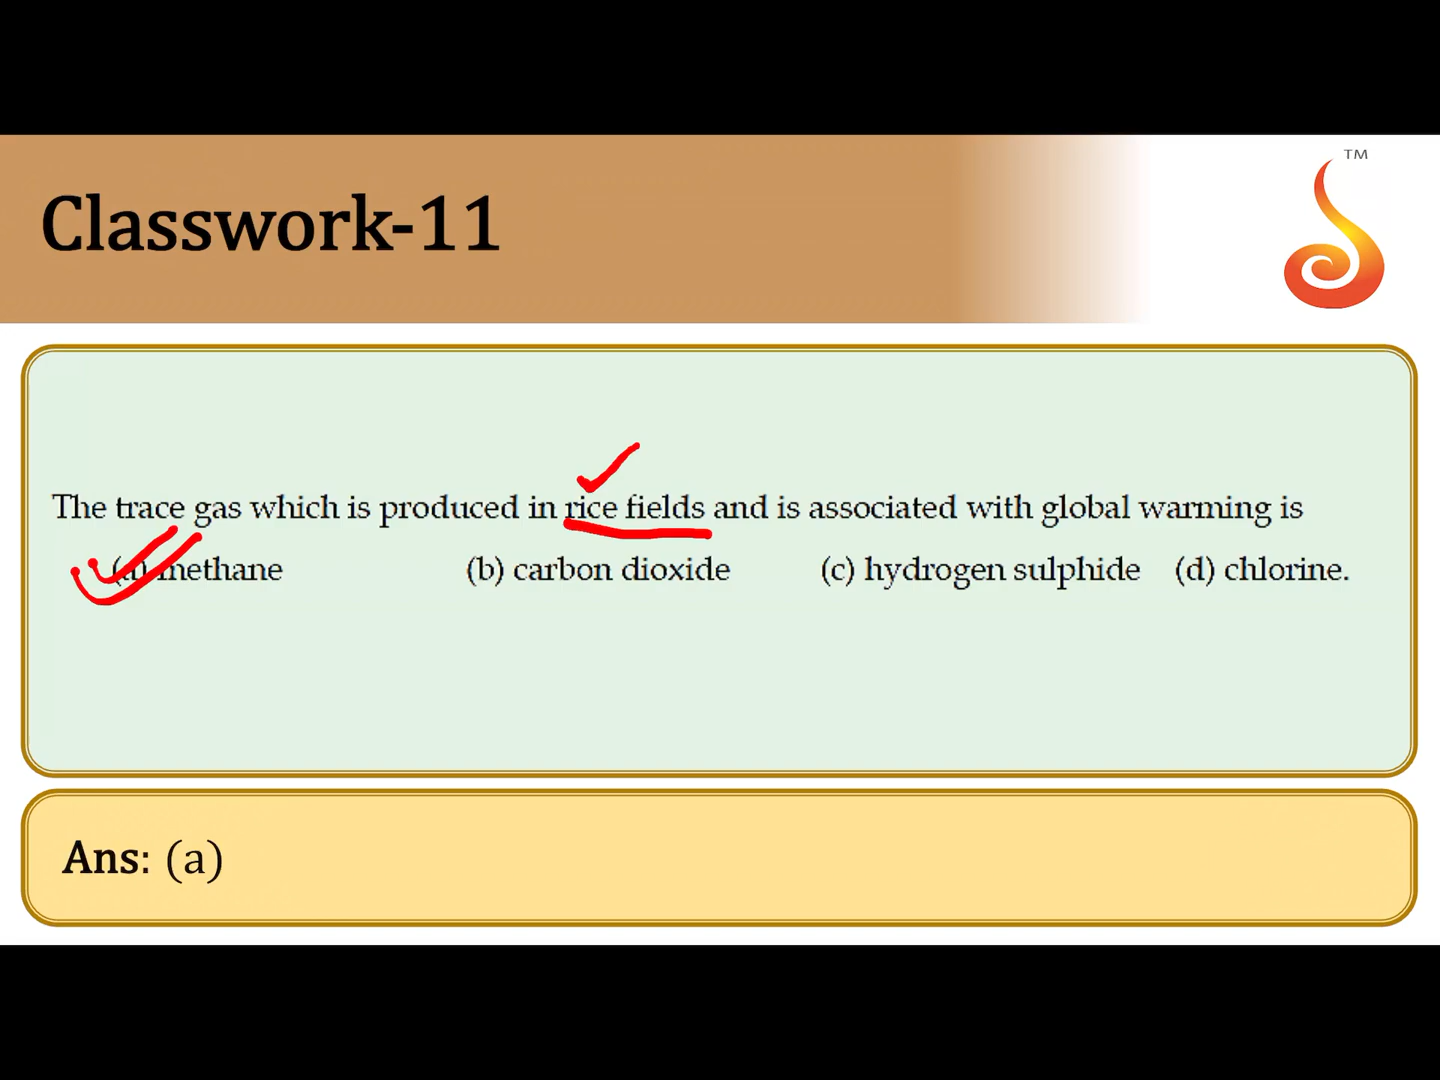 TM
Classwork-11
The trace gas which is produced in rice fields and is associated with global warming is
(a) methane (b) carbon dioxide (c) hydrogen sulphide (d) chlorine.
Ans: (a)